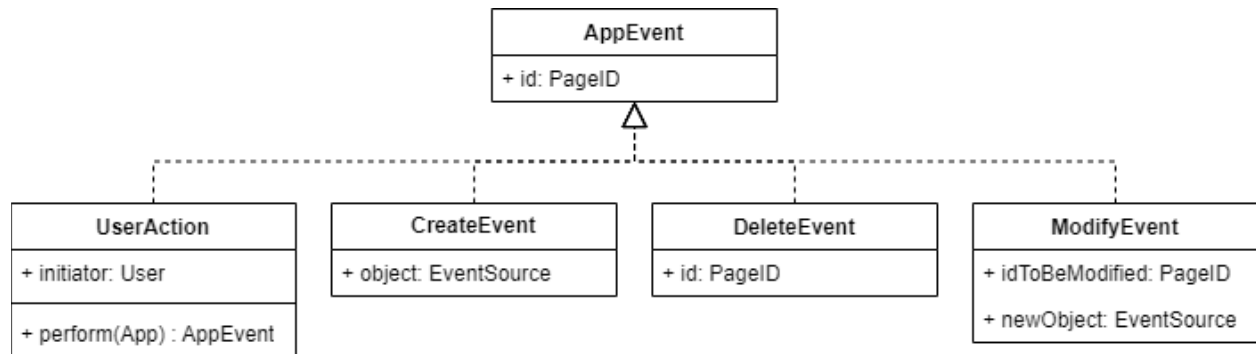 AppEvent
+ id: PageID
UserAction
+ initiator: User
+ perform(App) : AppEvent
CreateEvent
+ object: EventSource
DeleteEvent
+ id: PageID
ModifyEvent
+ idToBeModified: PageID
+ newObject: EventSource